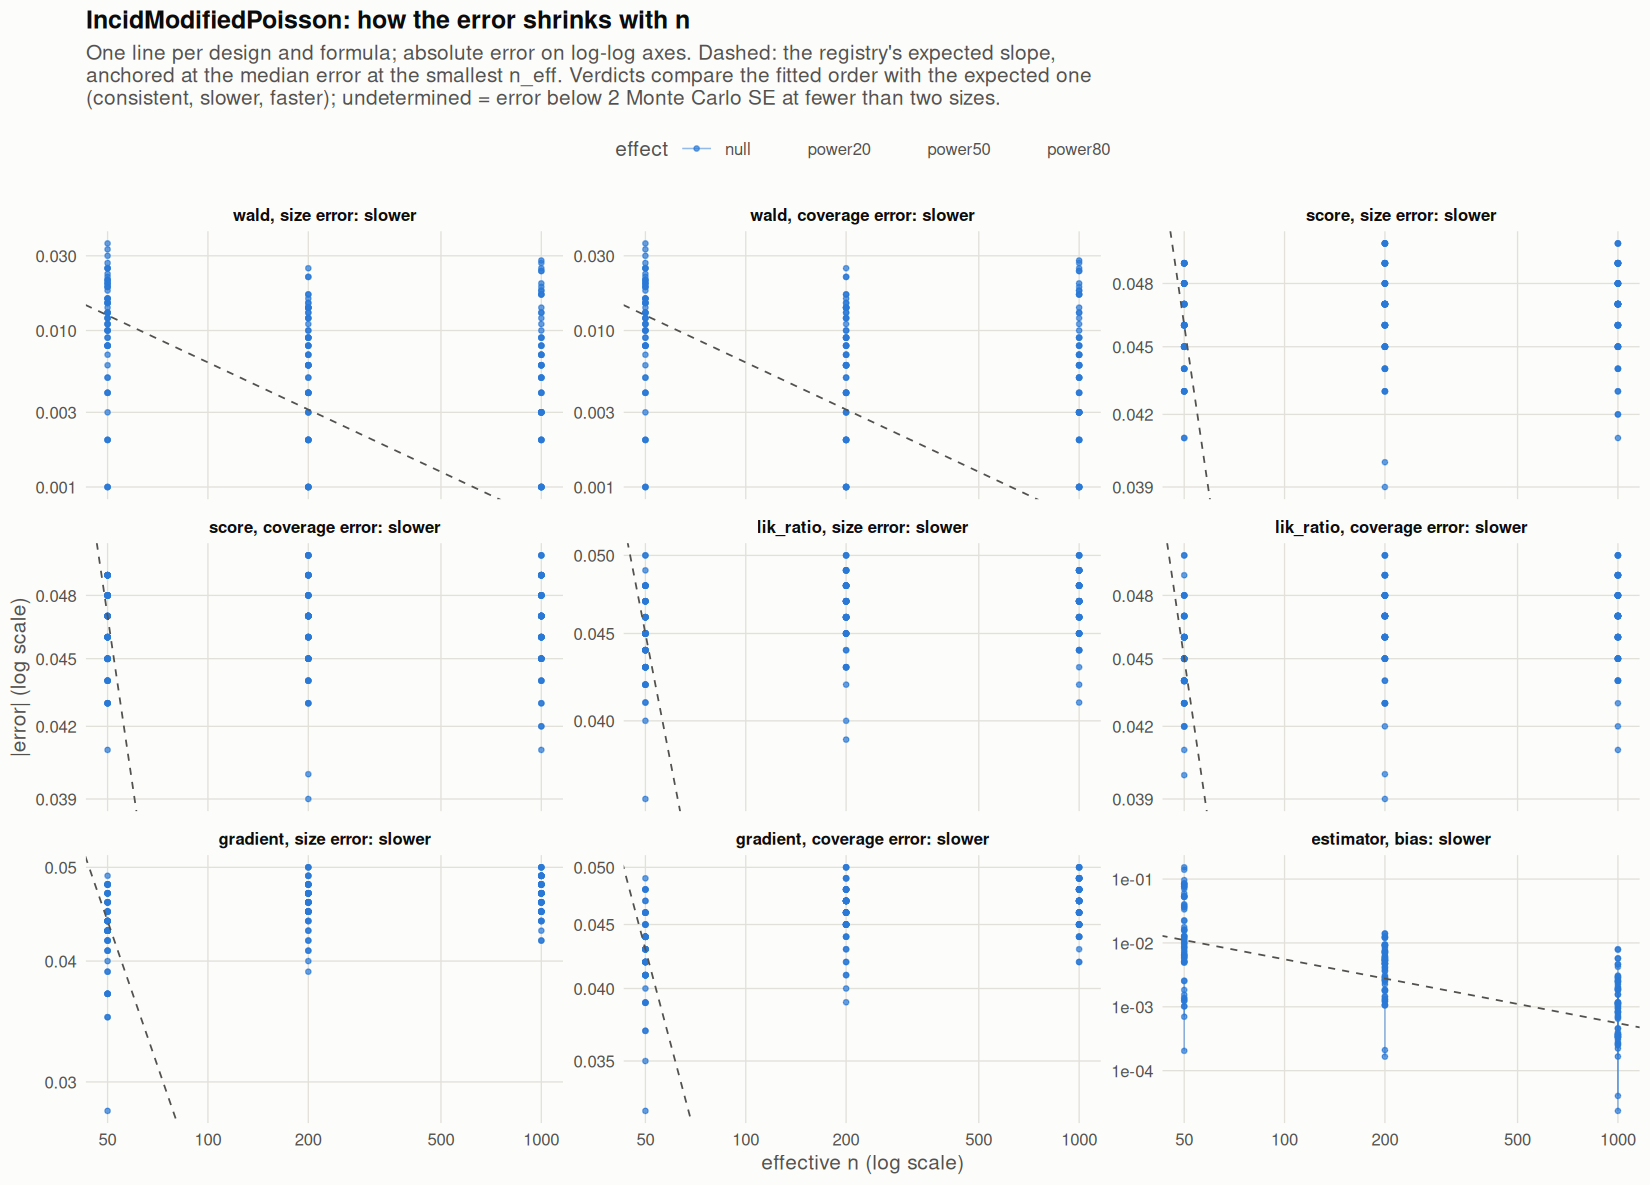 IncidModifiedPoisson: how the error shrinks with n
One line per design and formula; absolute error on log-log axes. Dashed: the registry's expected slope,
anchored at the median error at the smallest n_eff. Verdicts compare the fitted order with the expected one
(consistent, slower, faster); undetermined = error below 2 Monte Carlo SE at fewer than two sizes.
effect null power20 power50 power80
wald, size error: slower
0.030
0.010
0.003
0.001
wald, coverage error: slower
0.030
0.010
0.003
0.001
score, size error: slower
0.048
0.045
0.042
0.039
score, coverage error: slower
0.048
0.045
0.042
0.039
lik_ratio, size error: slower
0.050
0.045
0.040
lik_ratio, coverage error: slower
0.048
0.045
0.042
0.039
|error| (log scale)
gradient, size error: slower
0.05
0.04
0.03
50 100 200 500 1000
gradient, coverage error: slower
0.050
0.045
0.040
0.035
50 100 200 500 1000
estimator, bias: slower
1e-01
1e-02
1e-03
1e-04
50 100 200 500 1000
effective n (log scale)